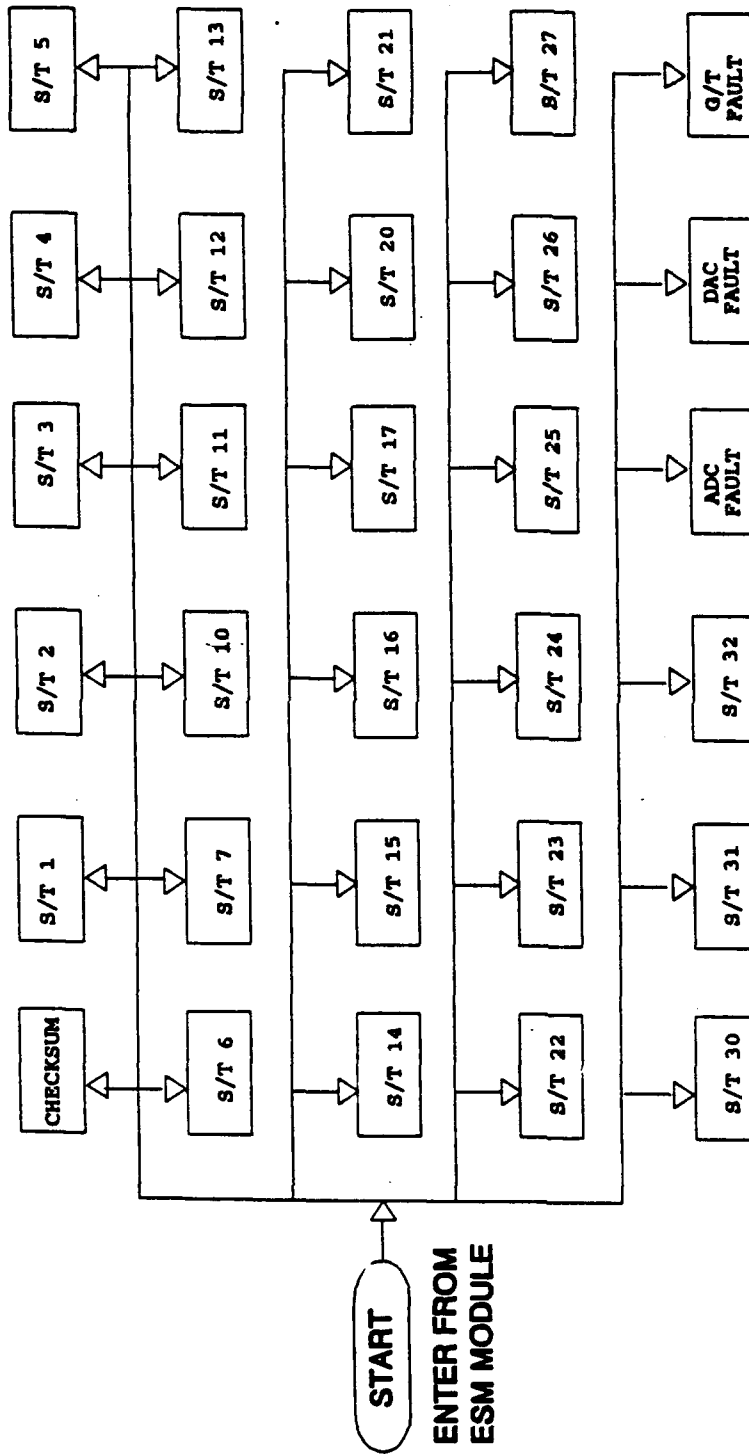 CHECKSUM
S/T 1
S/T 2
S/T 3
S/T 4
S/T 5
S/T 6
S/T 7
S/T 10
S/T 11
S/T 12
S/T 13
S/T 14
S/T 15
S/T 16
S/T 17
S/T 20
S/T 21
START
ENTER FROM
ESM MODULE
S/T 22
S/T 23
S/T 24
S/T 25
S/T 26
S/T 27
S/T 30
S/T 31
S/T 32
ADC
FAULT
DAC
FAULT
G/T
FAULT